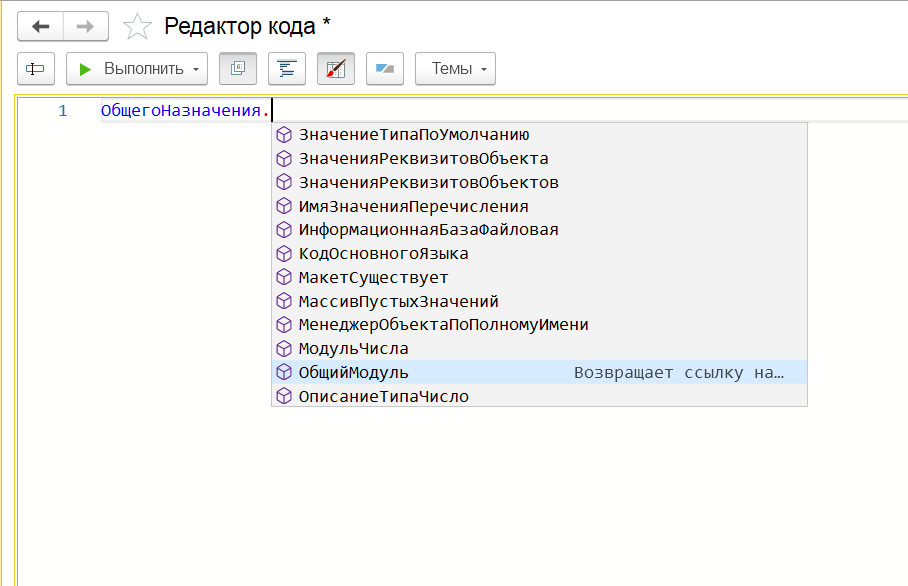 Редактор кода *
Выполнить
Темы
1 ОбщегоНазначения.
ЗначениеТипаПоУмолчанию
ЗначенияРеквизитовОбъекта
ЗначенияРеквизитовОбъектов
ИмяЗначенияПеречисления
ИнформационнаяБазаФайловая
КодОсновногоЯзыка
МакетСуществует
МассивПустыхЗначений
МенеджерОбъектаПоПолномуИмени
МодульЧисла
ОбщийМодуль Возвращает ссылку на…
ОписаниеТипаЧисло